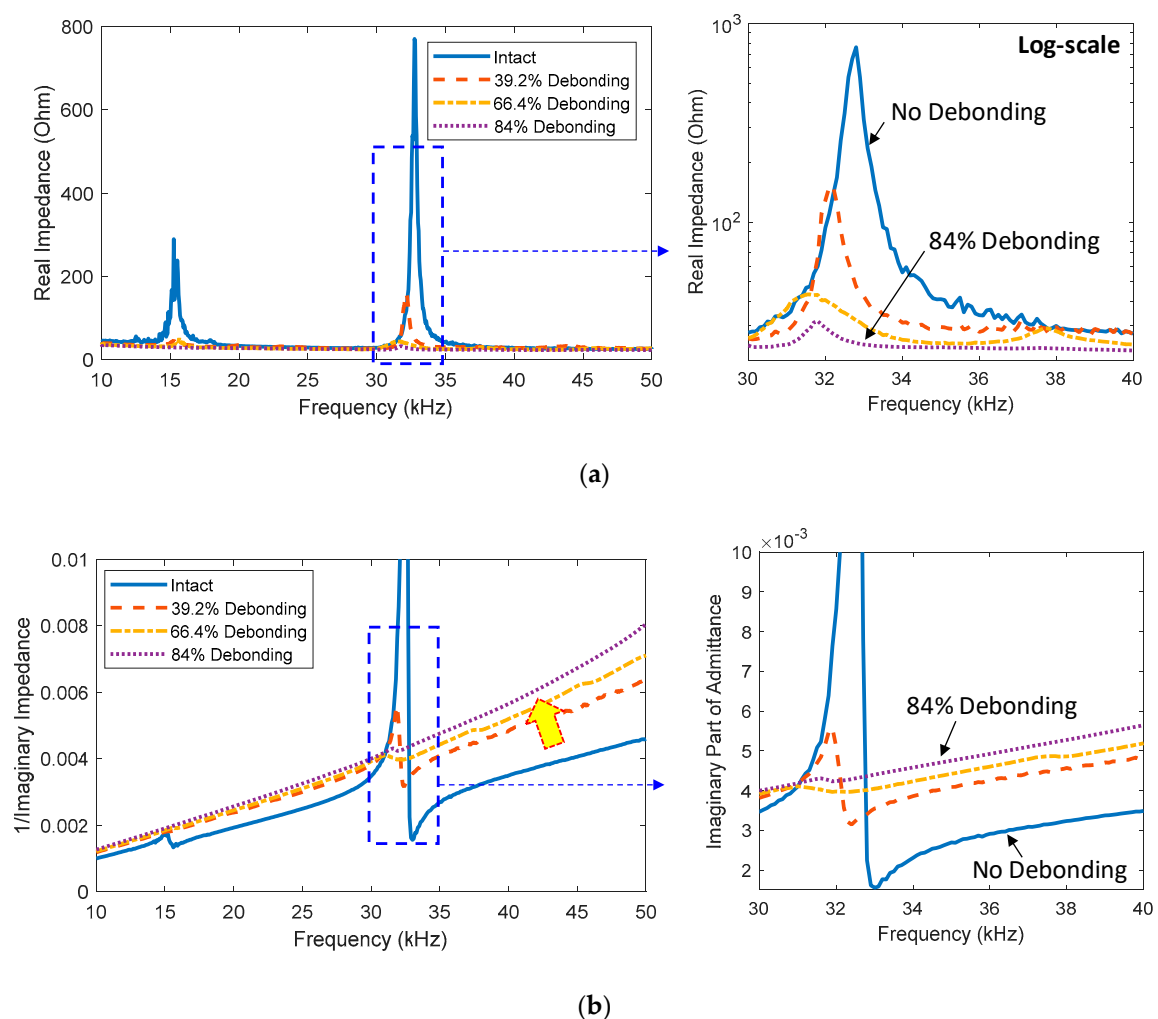 800
600
400
200
0
Real Impedance (Ohm)
10 15 20 25 30 35 40 45 50
Frequency (kHz)
Intact
39.2% Debonding
66.4% Debonding
84% Debonding
10^3
10^2
Real Impedance (Ohm)
Log-scale
No Debonding
84% Debonding
30 32 34 36 38 40
Frequency (kHz)
(a)
0.01
0.008
0.006
0.004
0.002
0
1/Imaginary Impedance
Intact
39.2% Debonding
66.4% Debonding
84% Debonding
10 15 20 25 30 35 40 45 50
Frequency (kHz)
×10^-3
10
9
8
7
6
5
4
3
2
Imaginary Part of Admittance
84% Debonding
No Debonding
30 32 34 36 38 40
Frequency (kHz)
(b)